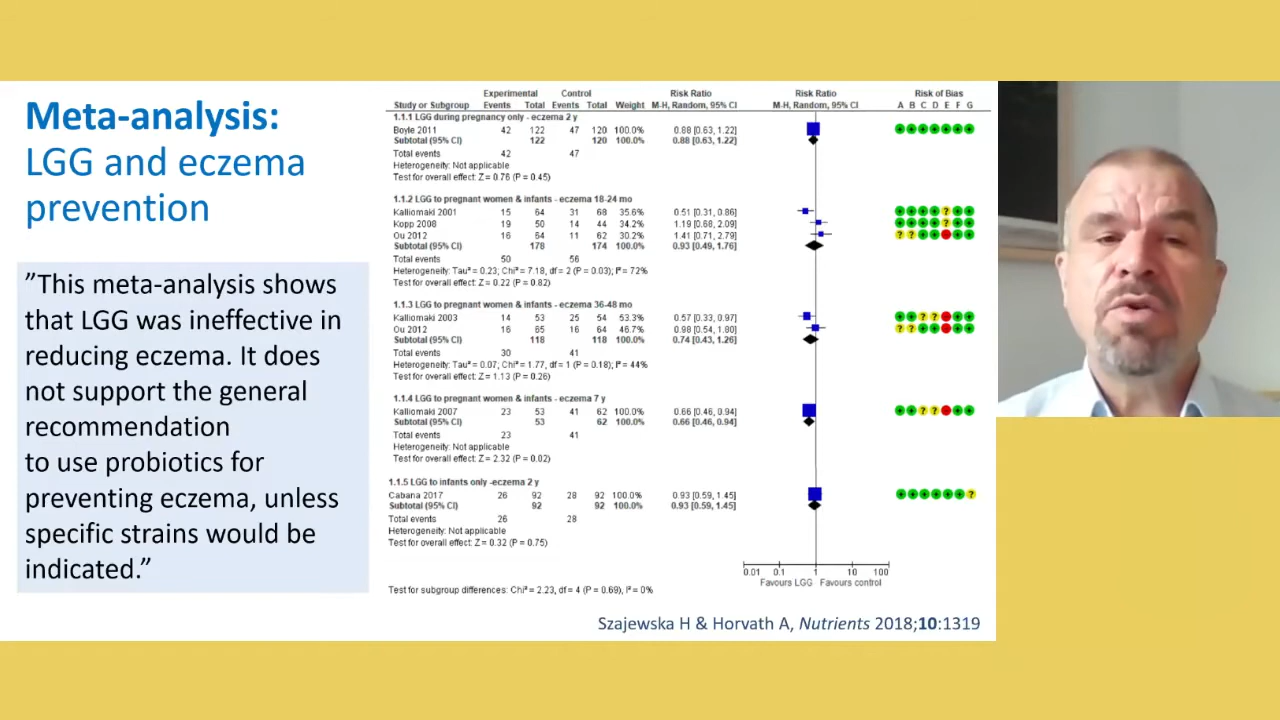 Meta-analysis:
LGG and eczema
prevention
”This meta-analysis shows
that LGG was ineffective in
reducing eczema. It does
not support the general
recommendation
to use probiotics for
preventing eczema, unless
specific strains would be
indicated.”
Experimental Control Risk Ratio Risk Ratio Risk of Bias
Study or Subgroup Events Total Events Total Weight M-H, Random, 95% CI M-H, Random, 95% CI A B C D E F G
1.1.1 LGG during pregnancy only - eczema 2 y
Boyle 2011 42 122 47 120 100.0% 0.88 [0.63, 1.22]
Subtotal (95% CI) 122 120 100.0% 0.88 [0.63, 1.22]
Total events 42 47
Heterogeneity: Not applicable
Test for overall effect: Z = 0.76 (P = 0.45)
1.1.2 LGG to pregnant women & infants - eczema 18-24 mo
Kalliomaki 2001 15 64 31 68 35.6% 0.51 [0.31, 0.86] ?
Kopp 2008 19 50 14 44 34.2% 1.19 [0.68, 2.09] ?
Ou 2012 16 64 11 62 30.2% 1.41 [0.71, 2.79] ? ?
Subtotal (95% CI) 178 174 100.0% 0.93 [0.49, 1.76]
Total events 50 56
Heterogeneity: Tau² = 0.23; Chi² = 7.18, df = 2 (P = 0.03); I² = 72%
Test for overall effect: Z = 0.22 (P = 0.82)
1.1.3 LGG to pregnant women & infants - eczema 36-48 mo
Kalliomaki 2003 14 53 25 54 53.3% 0.57 [0.33, 0.97] ? ?
Ou 2012 16 65 16 64 46.7% 0.98 [0.54, 1.80] ? ?
Subtotal (95% CI) 118 118 100.0% 0.74 [0.43, 1.26]
Total events 30 41
Heterogeneity: Tau² = 0.07; Chi² = 1.77, df = 1 (P = 0.18); I² = 44%
Test for overall effect: Z = 1.13 (P = 0.26)
1.1.4 LGG to pregnant women & infants - eczema 7 y
Kalliomaki 2007 23 53 41 62 100.0% 0.66 [0.46, 0.94] ? ?
Subtotal (95% CI) 53 62 100.0% 0.66 [0.46, 0.94]
Total events 23 41
Heterogeneity: Not applicable
Test for overall effect: Z = 2.32 (P = 0.02)
1.1.5 LGG to infants only -eczema 2 y
Cabana 2017 26 92 28 92 100.0% 0.93 [0.59, 1.45] ?
Subtotal (95% CI) 92 92 100.0% 0.93 [0.59, 1.45]
Total events 26 28
Heterogeneity: Not applicable
Test for overall effect: Z = 0.32 (P = 0.75)
0.01 0.1 1 10 100
Favours LGG Favours control
Test for subgroup differences: Chi² = 2.23, df = 4 (P = 0.69), I² = 0%
Szajewska H & Horvath A, Nutrients 2018;10:1319